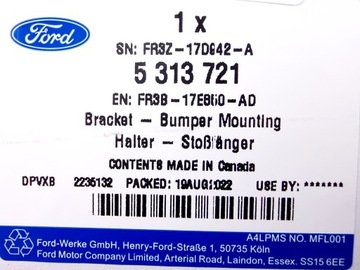 Ford
1 x
SN: FR3Z-17D942-A
5 313 721
EN: FR3B-17E850-AD
Bracket - Bumper Mounting
Halter - Stoßfänger
CONTENTS MADE IN Canada
DPVXB 2235132 PACKED: 19AUG2022 USE BY: *******
A4LPMS NO. MFL001
Ford-Werke GmbH, Henry-Ford-Straße 1, 50735 Köln
Ford Motor Company Limited, Arterial Road, Laindon, Essex. SS15 6EE